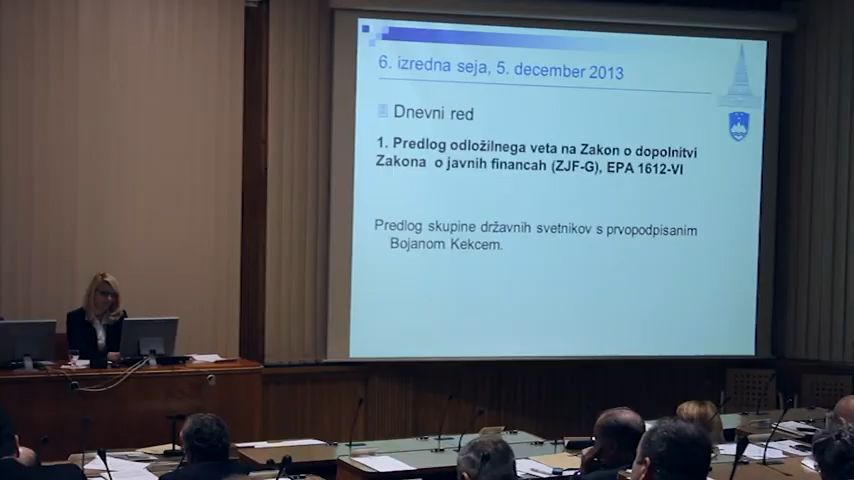 6. izredna seja, 5. december 2013
Dnevni red
1. Predlog odložilnega veta na Zakon o dopolnitvi
Zakona o javnih financah (ZJF-G), EPA 1612-VI
Predlog skupine državnih svetnikov s prvopodpisanim
Bojanom Kekcem.